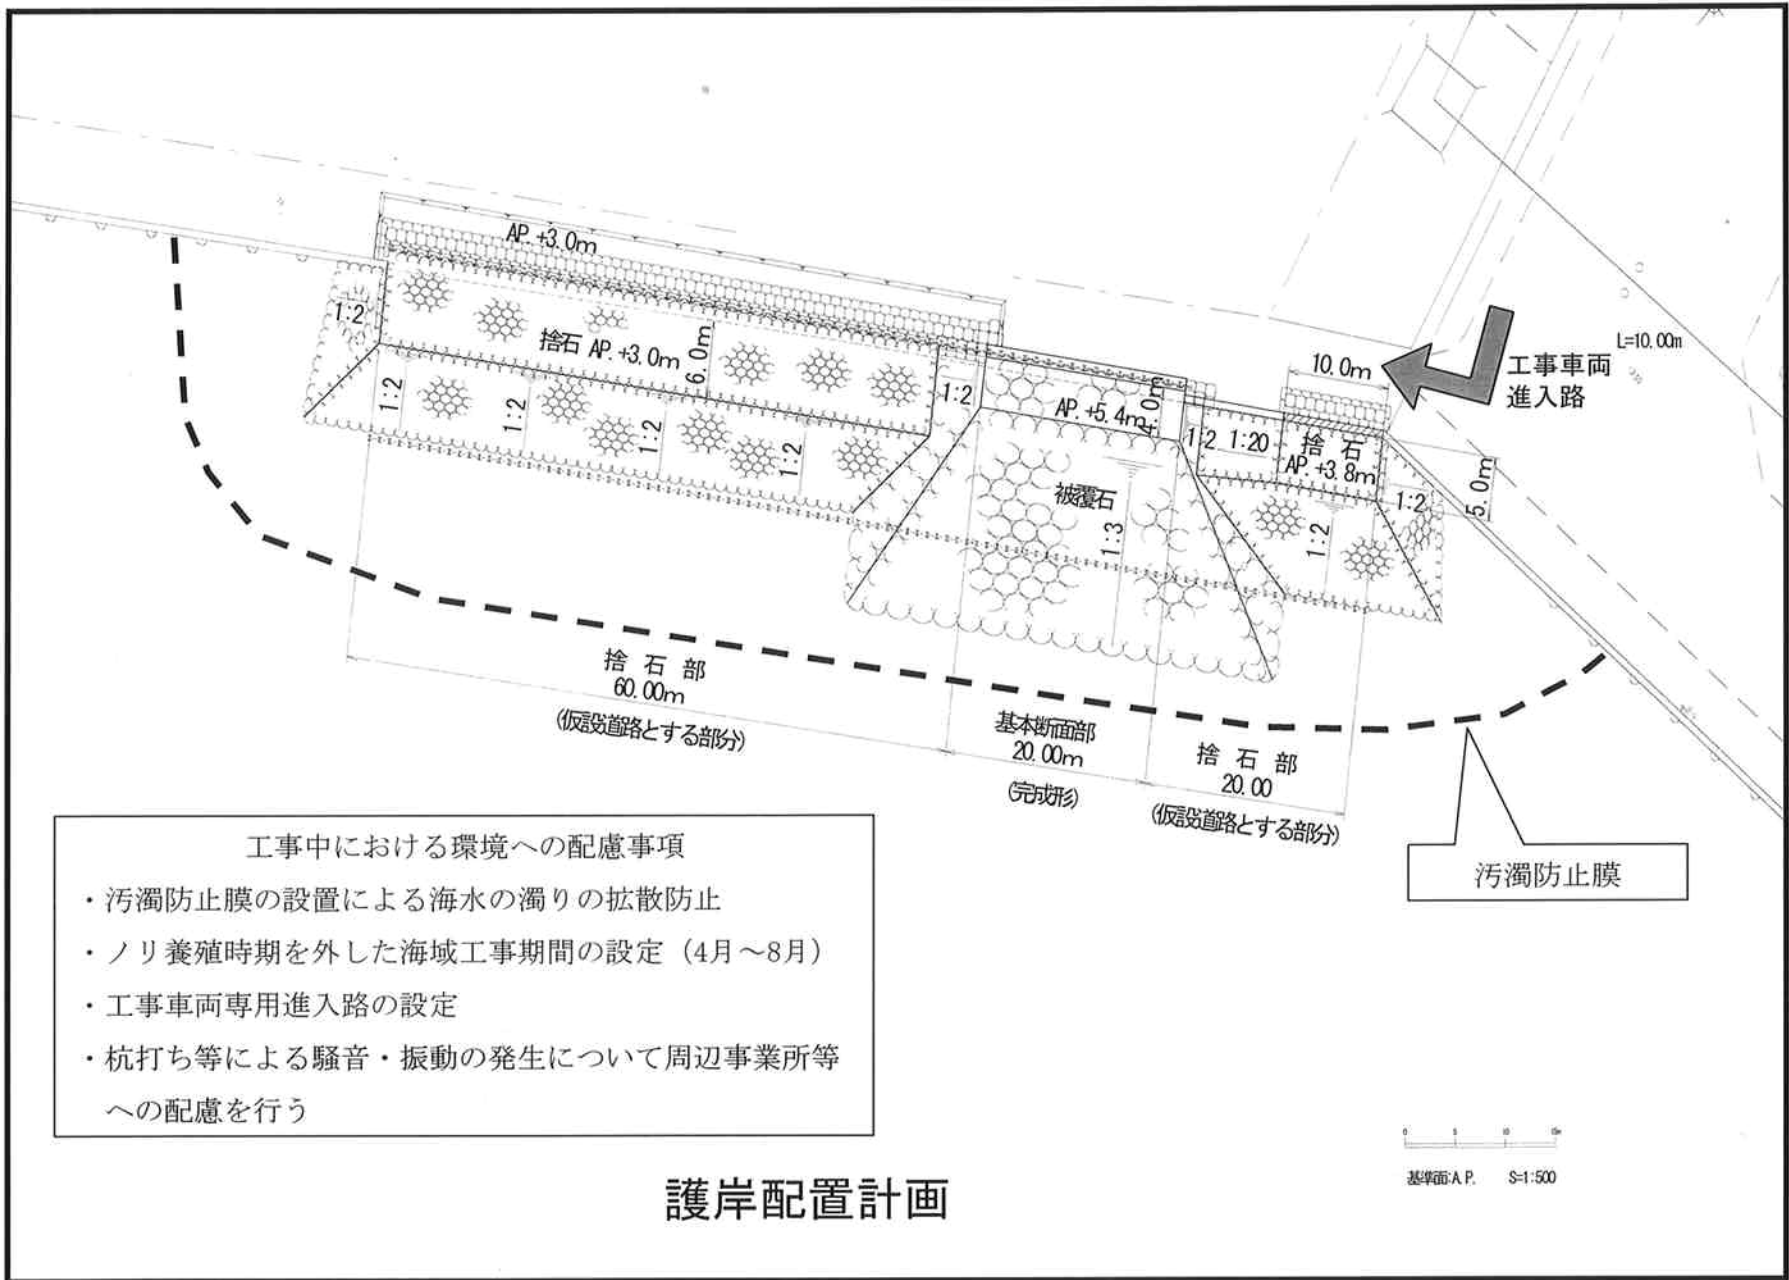 AP.+3.0m
1:2
捨石 AP.+3.0m
6.0m
1:2
1:2
1:2
1:2
1:2
AP.+5.4m
4.0m
被覆石
1:3
1:2
1:20
捨石
AP.+3.8m
1:2
1:2
10.0m
5.0m
L=10.00m
工事車両
進入路
捨石部
60.00m
(仮設道路とする部分)
基本断面部
20.00m
(完成形)
捨石部
20.00
(仮設道路とする部分)
汚濁防止膜
工事中における環境への配慮事項
・汚濁防止膜の設置による海水の濁りの拡散防止
・ノリ養殖時期を外した海域工事期間の設定（4月～8月）
・工事車両専用進入路の設定
・杭打ち等による騒音・振動の発生について周辺事業所等
への配慮を行う
0 5 10 15m
基準面:A.P. S=1:500
護岸配置計画